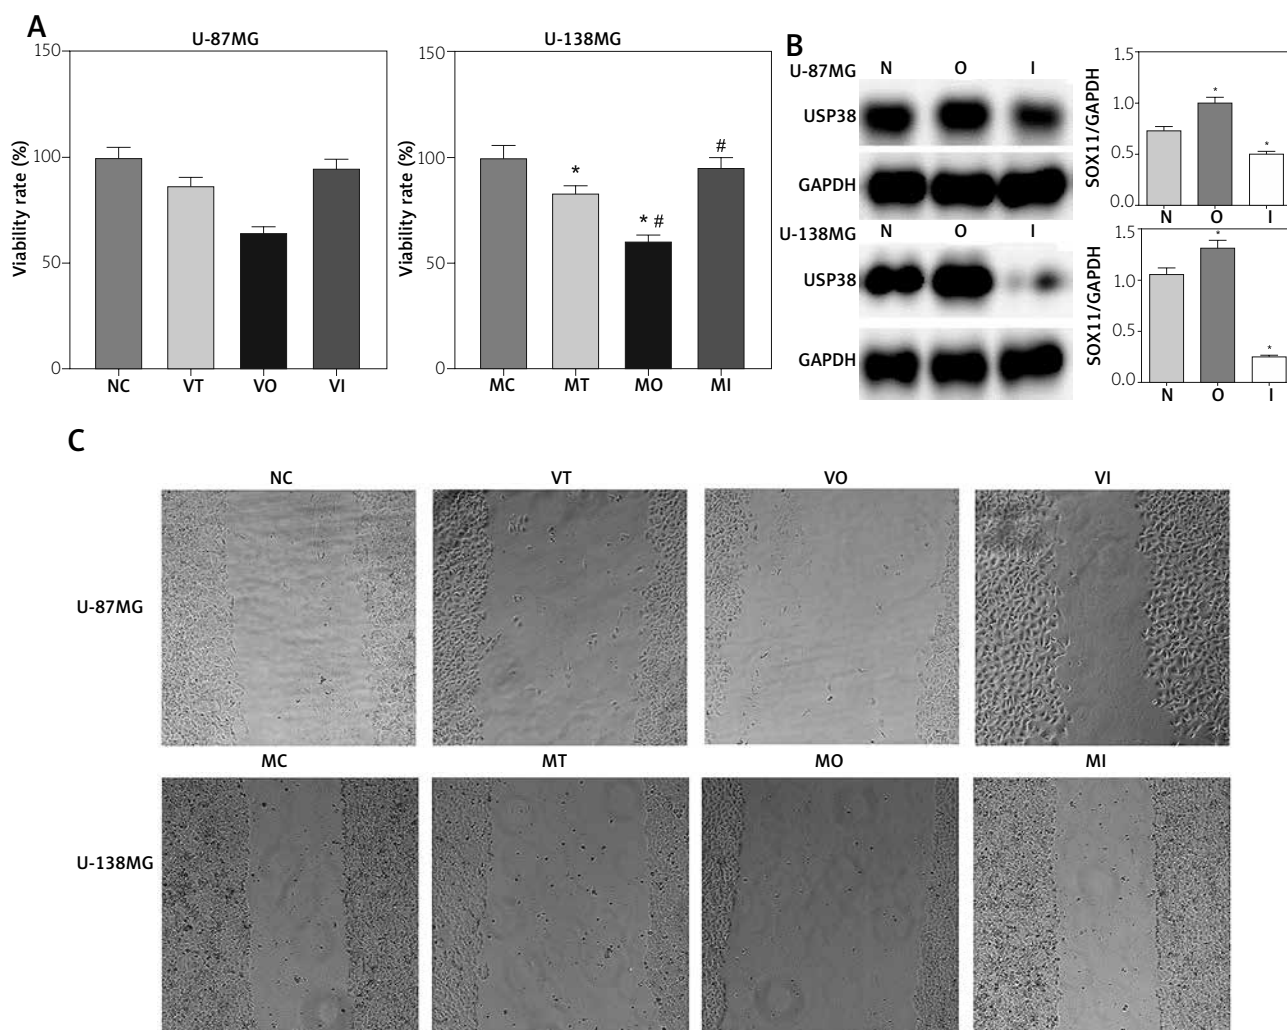 A
U-87MG
150
100
50
0
Viability rate (%)
NC VT VO VI
U-138MG
150
100
50
0
Viability rate (%)
*
* #
#
MC MT MO MI
B
U-87MG N O I
USP38
GAPDH
U-138MG N O I
USP38
GAPDH
1.5
1.0
0.5
0.0
SOX11/GAPDH
*
*
N O I
1.5
1.0
0.5
0.0
SOX11/GAPDH
*
*
N O I
C
NC VT VO VI
U-87MG
MC MT MO MI
U-138MG